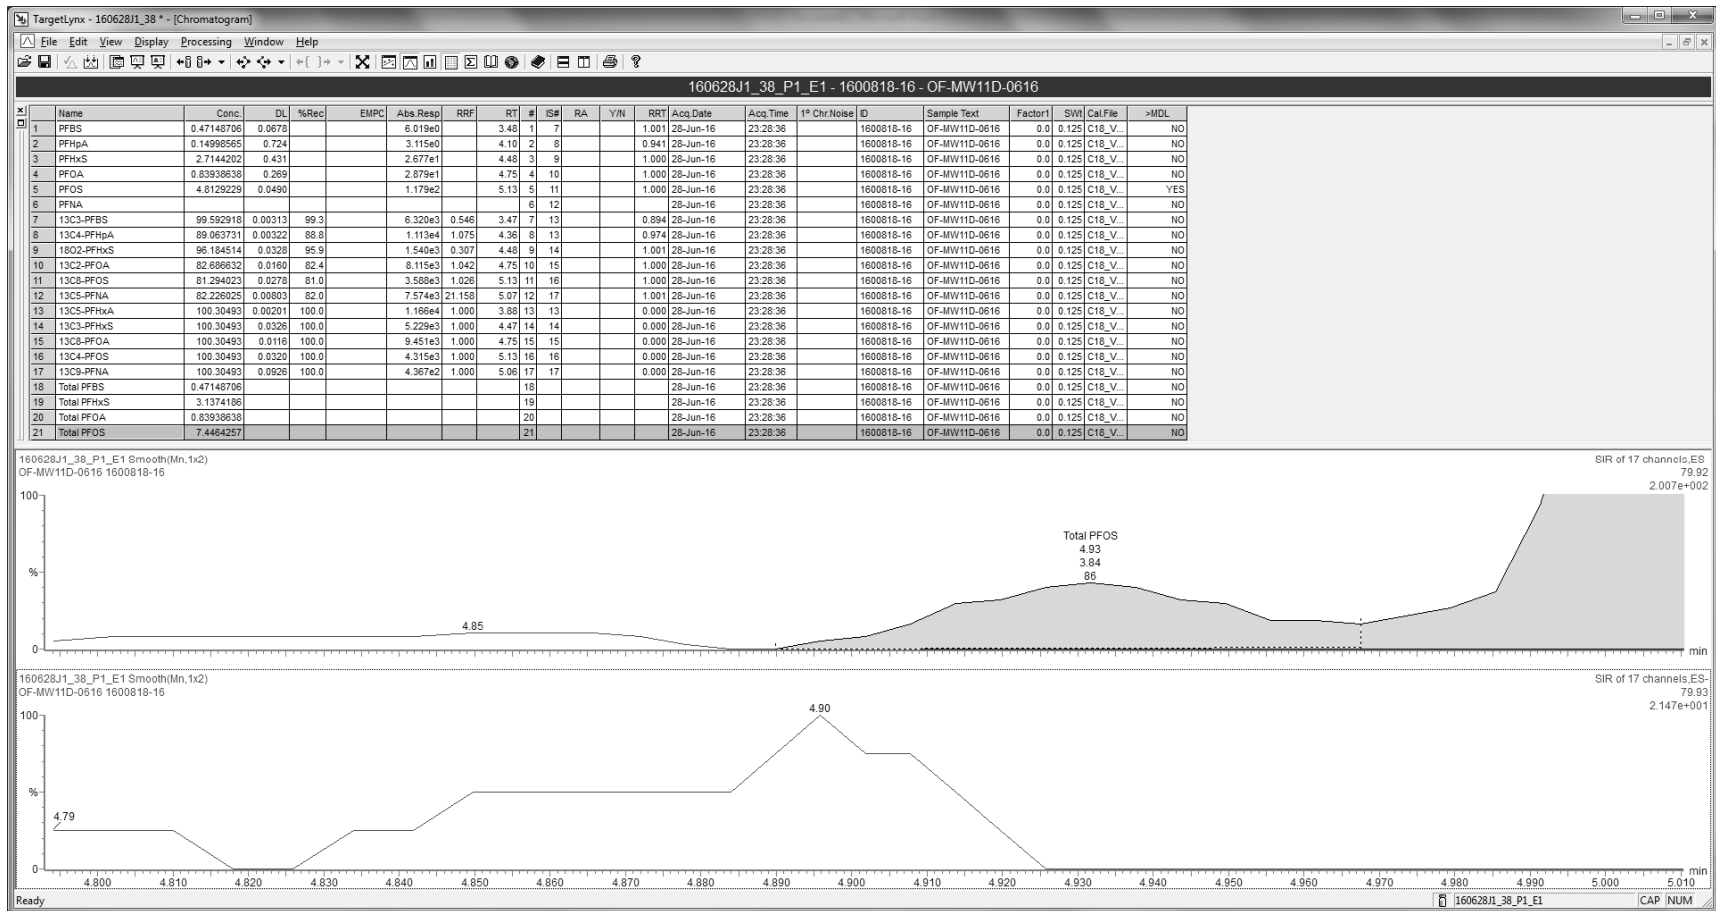 TargetLynx - 160628J1_38 * - [Chromatogram]
File Edit View Display Processing Window Help
160628J1_38_P1_E1 - 1600818-16 - OF-MW11D-0616
Name Conc. DL %Rec EMPC Abs.Resp RRF RT # IS# RA Y/N RRT Acq.Date Acq.Time 1º Chr.Noise ID Sample Text Factor1 SWt Cal.File >MDL
1 PFBS 0.47148706 0.0678 6.019e0 3.48 1 7 1.001 28-Jun-16 23:28:36 1600818-16 OF-MW11D-0616 0.0 0.125 C18_V... NO
2 PFHpA 0.14998565 0.724 3.115e0 4.10 2 8 0.941 28-Jun-16 23:28:36 1600818-16 OF-MW11D-0616 0.0 0.125 C18_V... NO
3 PFHxS 2.7144202 0.431 2.677e1 4.48 3 9 1.000 28-Jun-16 23:28:36 1600818-16 OF-MW11D-0616 0.0 0.125 C18_V... NO
4 PFOA 0.83938638 0.269 2.879e1 4.75 4 10 1.000 28-Jun-16 23:28:36 1600818-16 OF-MW11D-0616 0.0 0.125 C18_V... NO
5 PFOS 4.8129229 0.0490 1.179e2 5.13 5 11 1.000 28-Jun-16 23:28:36 1600818-16 OF-MW11D-0616 0.0 0.125 C18_V... YES
6 PFNA 6 12 28-Jun-16 23:28:36 1600818-16 OF-MW11D-0616 0.0 0.125 C18_V... NO
7 13C3-PFBS 99.592918 0.00313 99.3 6.320e3 0.546 3.47 7 13 0.894 28-Jun-16 23:28:36 1600818-16 OF-MW11D-0616 0.0 0.125 C18_V... NO
8 13C4-PFHpA 89.063731 0.00322 88.8 1.113e4 1.075 4.36 8 13 0.974 28-Jun-16 23:28:36 1600818-16 OF-MW11D-0616 0.0 0.125 C18_V... NO
9 18O2-PFHxS 96.184514 0.0328 95.9 1.540e3 0.307 4.48 9 14 1.001 28-Jun-16 23:28:36 1600818-16 OF-MW11D-0616 0.0 0.125 C18_V... NO
10 13C2-PFOA 82.686632 0.0160 82.4 8.115e3 1.042 4.75 10 15 1.000 28-Jun-16 23:28:36 1600818-16 OF-MW11D-0616 0.0 0.125 C18_V... NO
11 13C8-PFOS 81.294023 0.0278 81.0 3.588e3 1.026 5.13 11 16 1.000 28-Jun-16 23:28:36 1600818-16 OF-MW11D-0616 0.0 0.125 C18_V... NO
12 13C5-PFNA 82.226025 0.00803 82.0 7.574e3 21.158 5.07 12 17 1.001 28-Jun-16 23:28:36 1600818-16 OF-MW11D-0616 0.0 0.125 C18_V... NO
13 13C5-PFHxA 100.30493 0.00201 100.0 1.166e4 1.000 3.88 13 13 0.000 28-Jun-16 23:28:36 1600818-16 OF-MW11D-0616 0.0 0.125 C18_V... NO
14 13C3-PFHxS 100.30493 0.0326 100.0 5.229e3 1.000 4.47 14 14 0.000 28-Jun-16 23:28:36 1600818-16 OF-MW11D-0616 0.0 0.125 C18_V... NO
15 13C8-PFOA 100.30493 0.0116 100.0 9.451e3 1.000 4.75 15 15 0.000 28-Jun-16 23:28:36 1600818-16 OF-MW11D-0616 0.0 0.125 C18_V... NO
16 13C4-PFOS 100.30493 0.0320 100.0 4.315e3 1.000 5.13 16 16 0.000 28-Jun-16 23:28:36 1600818-16 OF-MW11D-0616 0.0 0.125 C18_V... NO
17 13C9-PFNA 100.30493 0.0926 100.0 4.367e2 1.000 5.06 17 17 0.000 28-Jun-16 23:28:36 1600818-16 OF-MW11D-0616 0.0 0.125 C18_V... NO
18 Total PFBS 0.47148706 18 28-Jun-16 23:28:36 1600818-16 OF-MW11D-0616 0.0 0.125 C18_V... NO
19 Total PFHxS 3.1374186 19 28-Jun-16 23:28:36 1600818-16 OF-MW11D-0616 0.0 0.125 C18_V... NO
20 Total PFOA 0.83938638 20 28-Jun-16 23:28:36 1600818-16 OF-MW11D-0616 0.0 0.125 C18_V... NO
21 Total PFOS 7.4464257 21 28-Jun-16 23:28:36 1600818-16 OF-MW11D-0616 0.0 0.125 C18_V... NO
160628J1_38_P1_E1 Smooth(Mn,1x2) SIR of 17 channels,ES-
OF-MW11D-0616 1600818-16 79.92
2.007e+002
100
Total PFOS
4.93
3.84
86
%
4.85
0
min
160628J1_38_P1_E1 Smooth(Mn,1x2) SIR of 17 channels,ES-
OF-MW11D-0616 1600818-16 79.93
2.147e+001
4.90
100
%
4.79
0
min
4.800 4.810 4.820 4.830 4.840 4.850 4.860 4.870 4.880 4.890 4.900 4.910 4.920 4.930 4.940 4.950 4.960 4.970 4.980 4.990 5.000 5.010
Ready 160628J1_38_P1_E1 CAP NUM